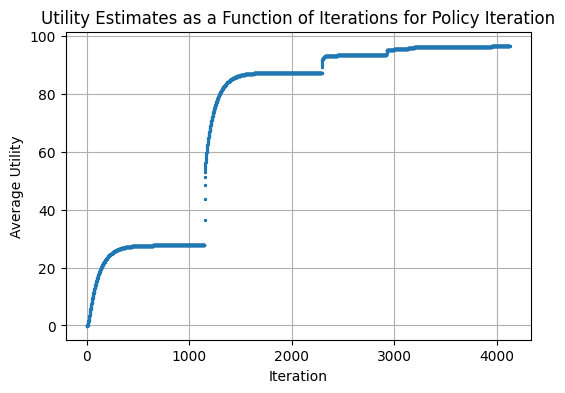 Utility Estimates as a Function of Iterations for Policy Iteration
100
80
60
40
20
0
Average Utility
0 1000 2000 3000 4000
Iteration